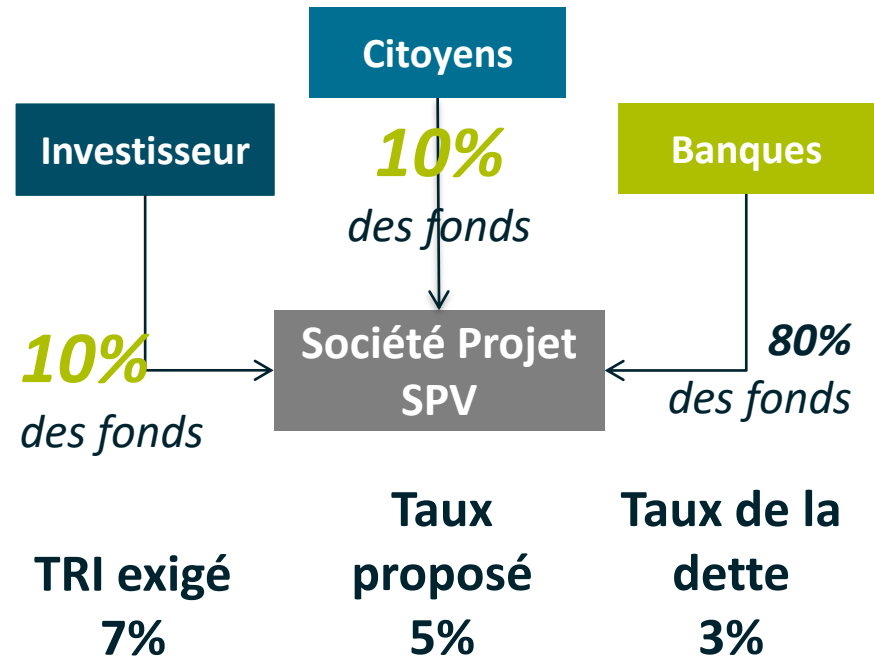 Citoyens
Investisseur
10%
Banques
des fonds
Société Projet
SPV
10%
des fonds
80%
des fonds
TRI exigé
7%
Taux
proposé
5%
Taux de la
dette
3%